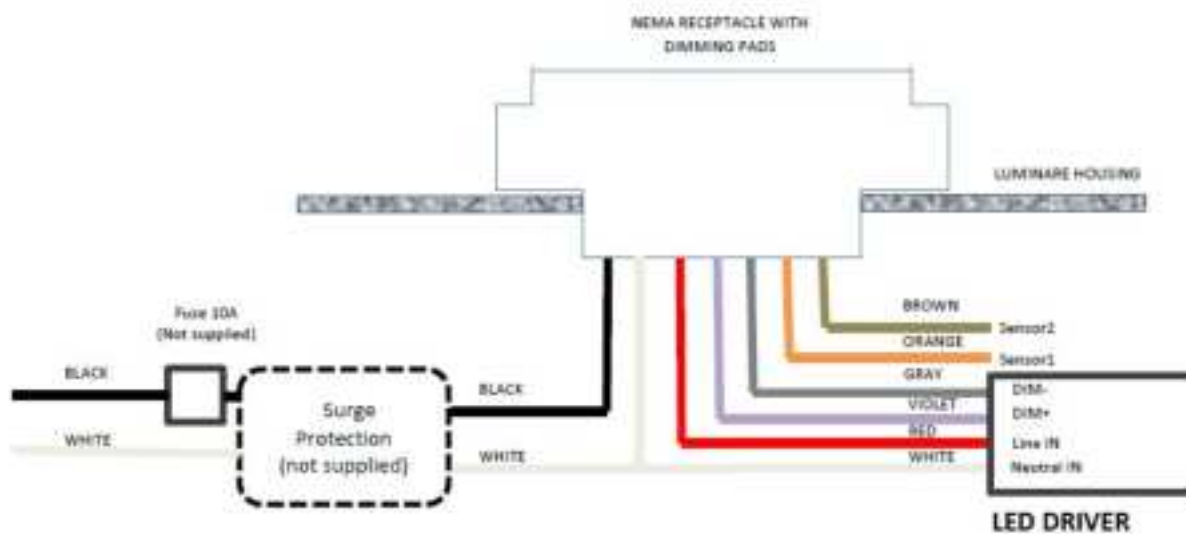 NEMA RECEPTACLE WITH
DIMMING PADS
LUMINARE HOUSING
Fuse 10A
(Not supplied)
BLACK
WHITE
Surge
Protection
(not supplied)
BLACK
WHITE
BROWN
Sensor2
ORANGE
Sensor1
GRAY
DIM-
VIOLET
DIM+
RED
Line IN
WHITE
Neutral IN
LED DRIVER